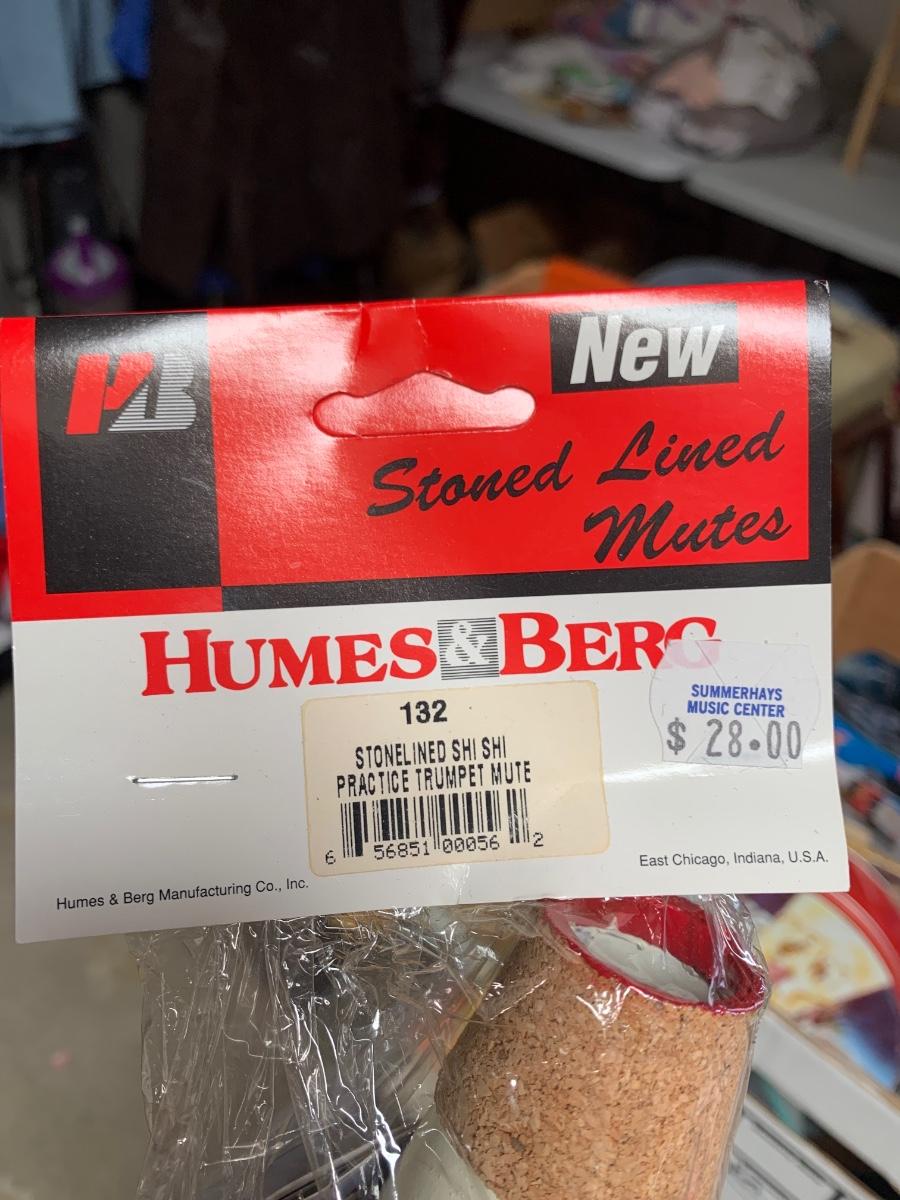 HB
New
Stoned Lined
Mutes
HUMES & BERG
SUMMERHAYS
MUSIC CENTER
$ 28.00
132
STONELINED SHI SHI
PRACTICE TRUMPET MUTE
6 56851 00056 2
East Chicago, Indiana, U.S.A.
Humes & Berg Manufacturing Co., Inc.